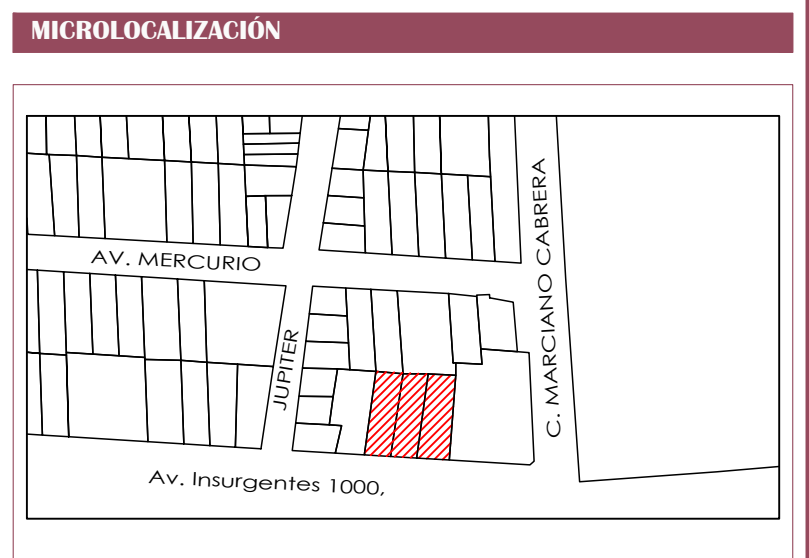 MICROLOCALIZACIÓN
C. MARCIANO CABRERA
AV. MERCURIO
JUPITER
Av. Insurgentes 1000,